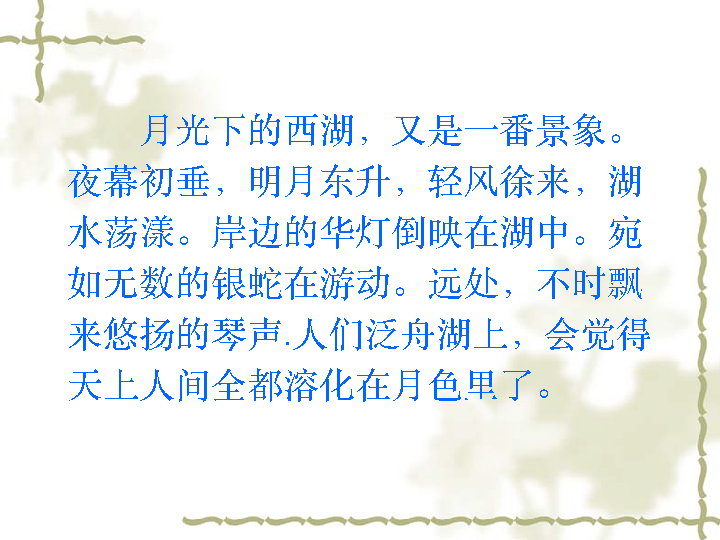 月光下的西湖，又是一番景象。
夜幕初垂，明月东升，轻风徐来，湖
水荡漾。岸边的华灯倒映在湖中。宛
如无数的银蛇在游动。远处，不时飘
来悠扬的琴声.人们泛舟湖上，会觉得
天上人间全都溶化在月色里了。